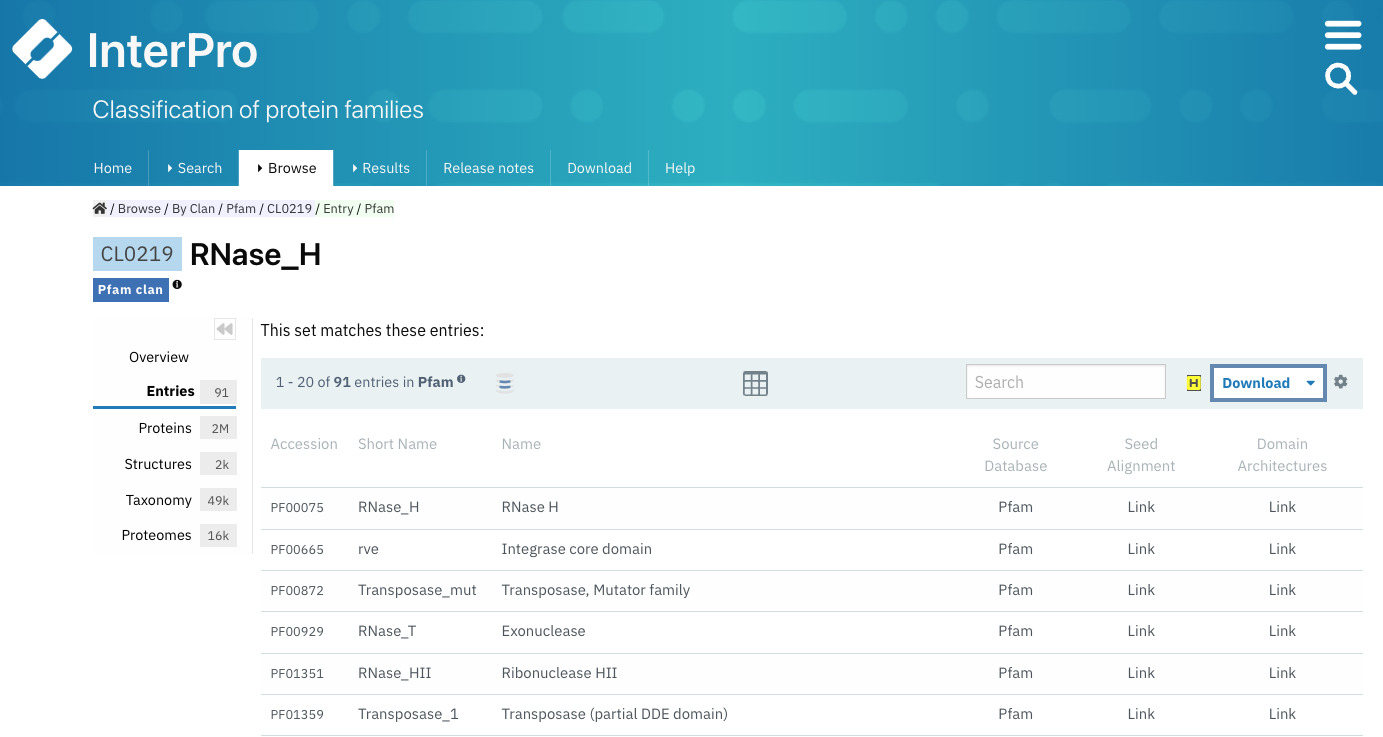 InterPro
Classification of protein families
Home Search Browse Results Release notes Download Help
/ Browse / By Clan / Pfam / CL0219 / Entry / Pfam
CL0219 RNase_H
Pfam clan
This set matches these entries:
Overview
Entries 91
Proteins 2M
Structures 2k
Taxonomy 49k
Proteomes 16k
1 - 20 of 91 entries in Pfam
Search
H
Download
Accession Short Name Name Source Database Seed Alignment Domain Architectures
PF00075 RNase_H RNase H Pfam Link Link
PF00665 rve Integrase core domain Pfam Link Link
PF00872 Transposase_mut Transposase, Mutator family Pfam Link Link
PF00929 RNase_T Exonuclease Pfam Link Link
PF01351 RNase_HII Ribonuclease HII Pfam Link Link
PF01359 Transposase_1 Transposase (partial DDE domain) Pfam Link Link